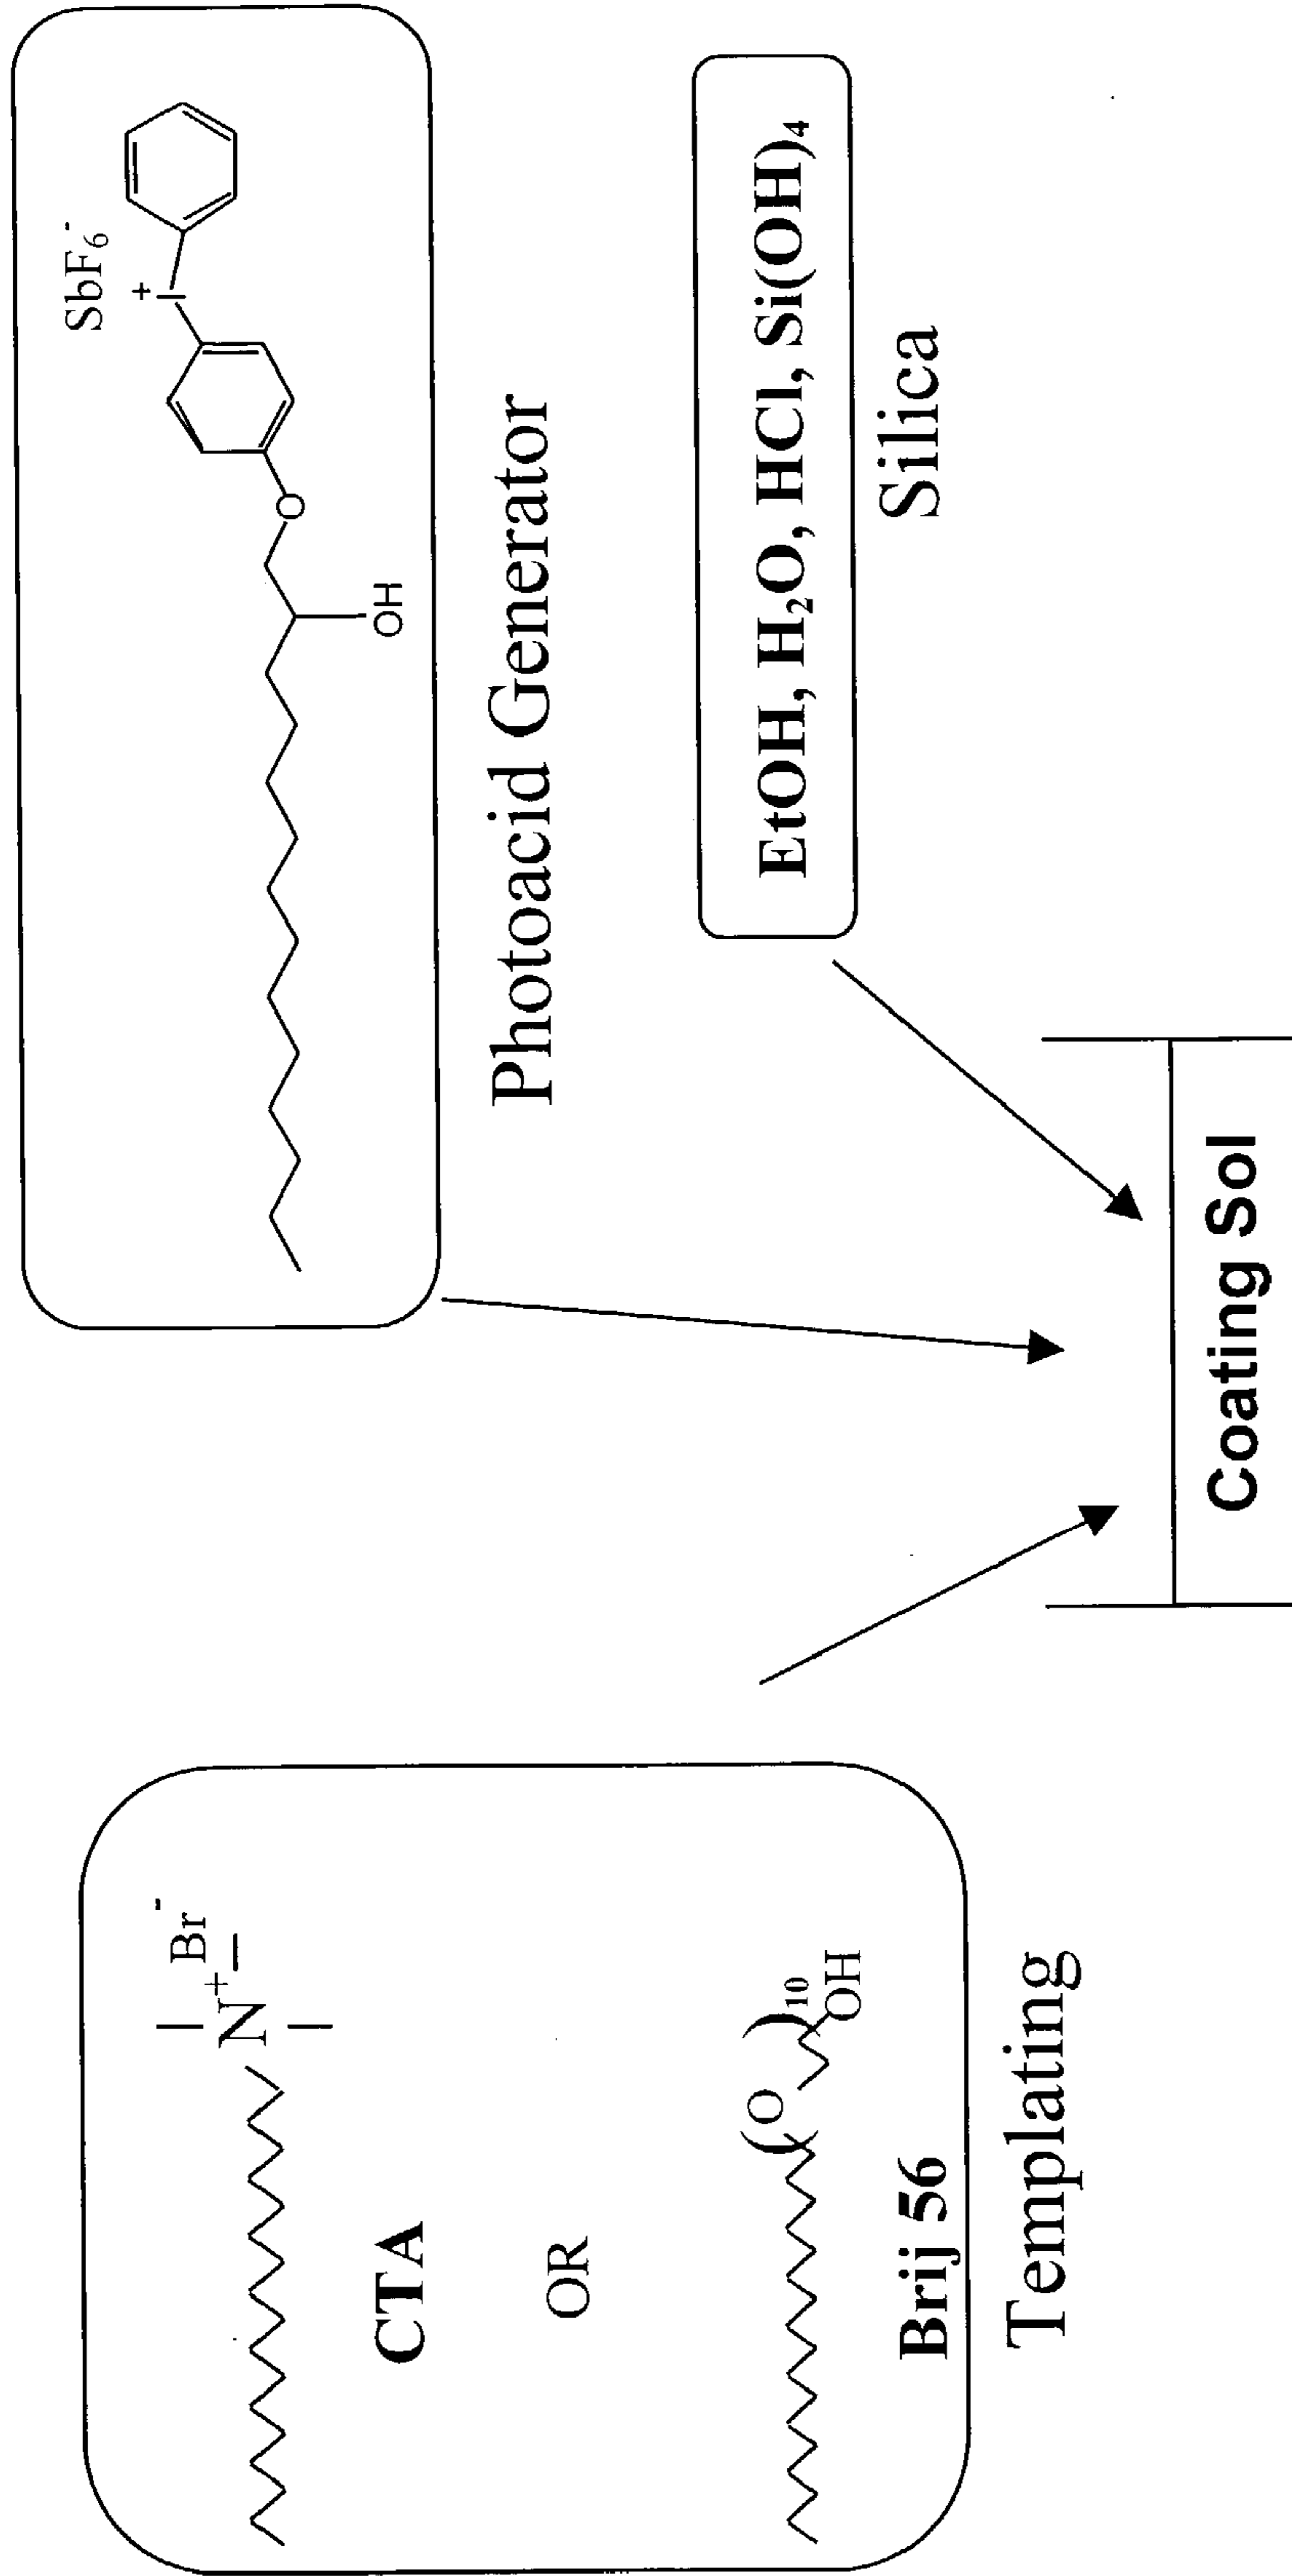 Br⁻
N⁺
CTA
OR
(O)₁₀
OH
Brij 56
Templating
SbF₆⁻
I⁺
O
OH
Photoacid Generator
EtOH, H₂O, HCl, Si(OH)₄
Silica
Coating Sol